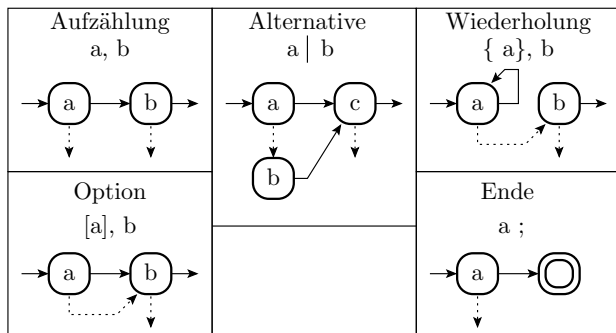 Aufzählung
a, b
a
b
Alternative
a | b
a
c
b
Wiederholung
{ a}, b
a
b
Option
[a], b
a
b
Ende
a ;
a